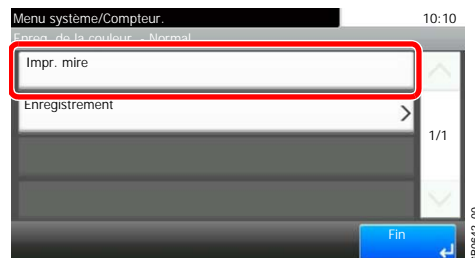 Menu système/Compteur. 10:10
Enreg. de la couleur. - Normal
Impr. mire
Enregistrement
1/1
Fin